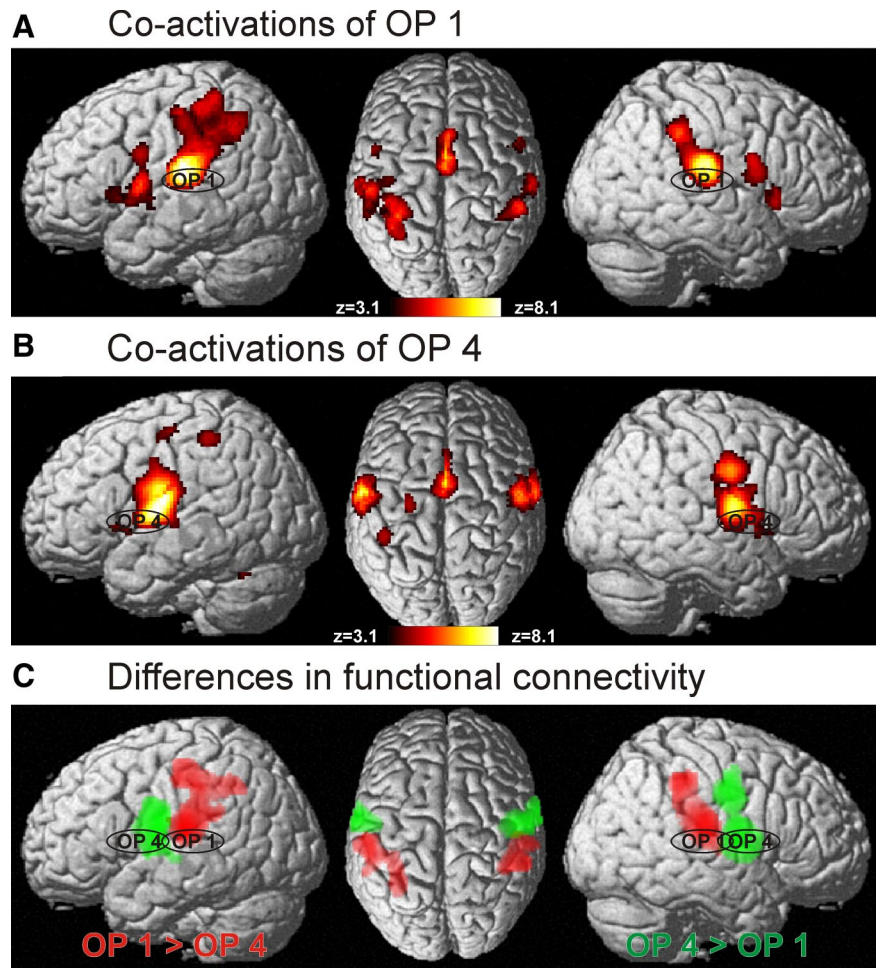 A Co-activations of OP 1
OP 1
OP 1
z=3.1 z=8.1
B Co-activations of OP 4
OP 4
OP 4
z=3.1 z=8.1
C Differences in functional connectivity
OP 4 OP 1
OP OP 4
OP 1 > OP 4
OP 4 > OP 1